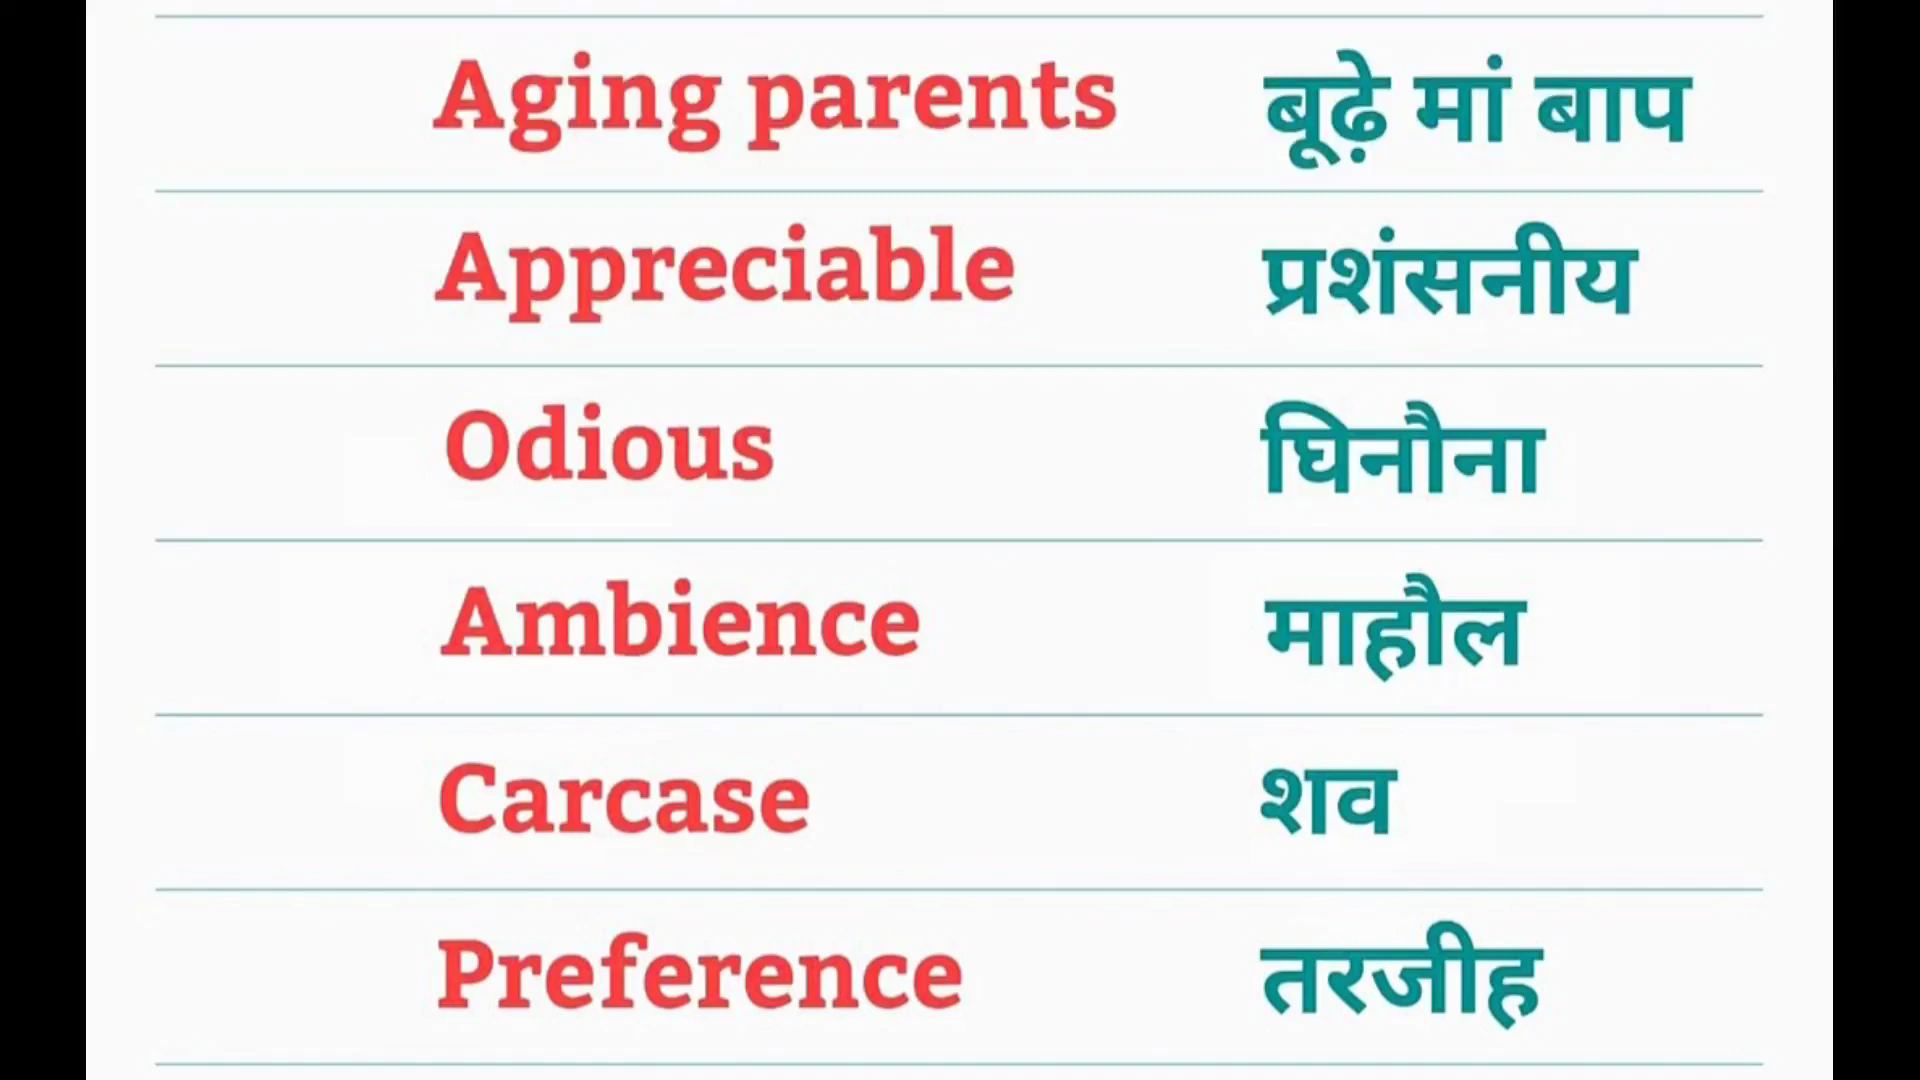 Aging parents बूढ़े मां बाप
Appreciable प्रशंसनीय
Odious घिनौना
Ambience माहौल
Carcase शव
Preference तरजीह